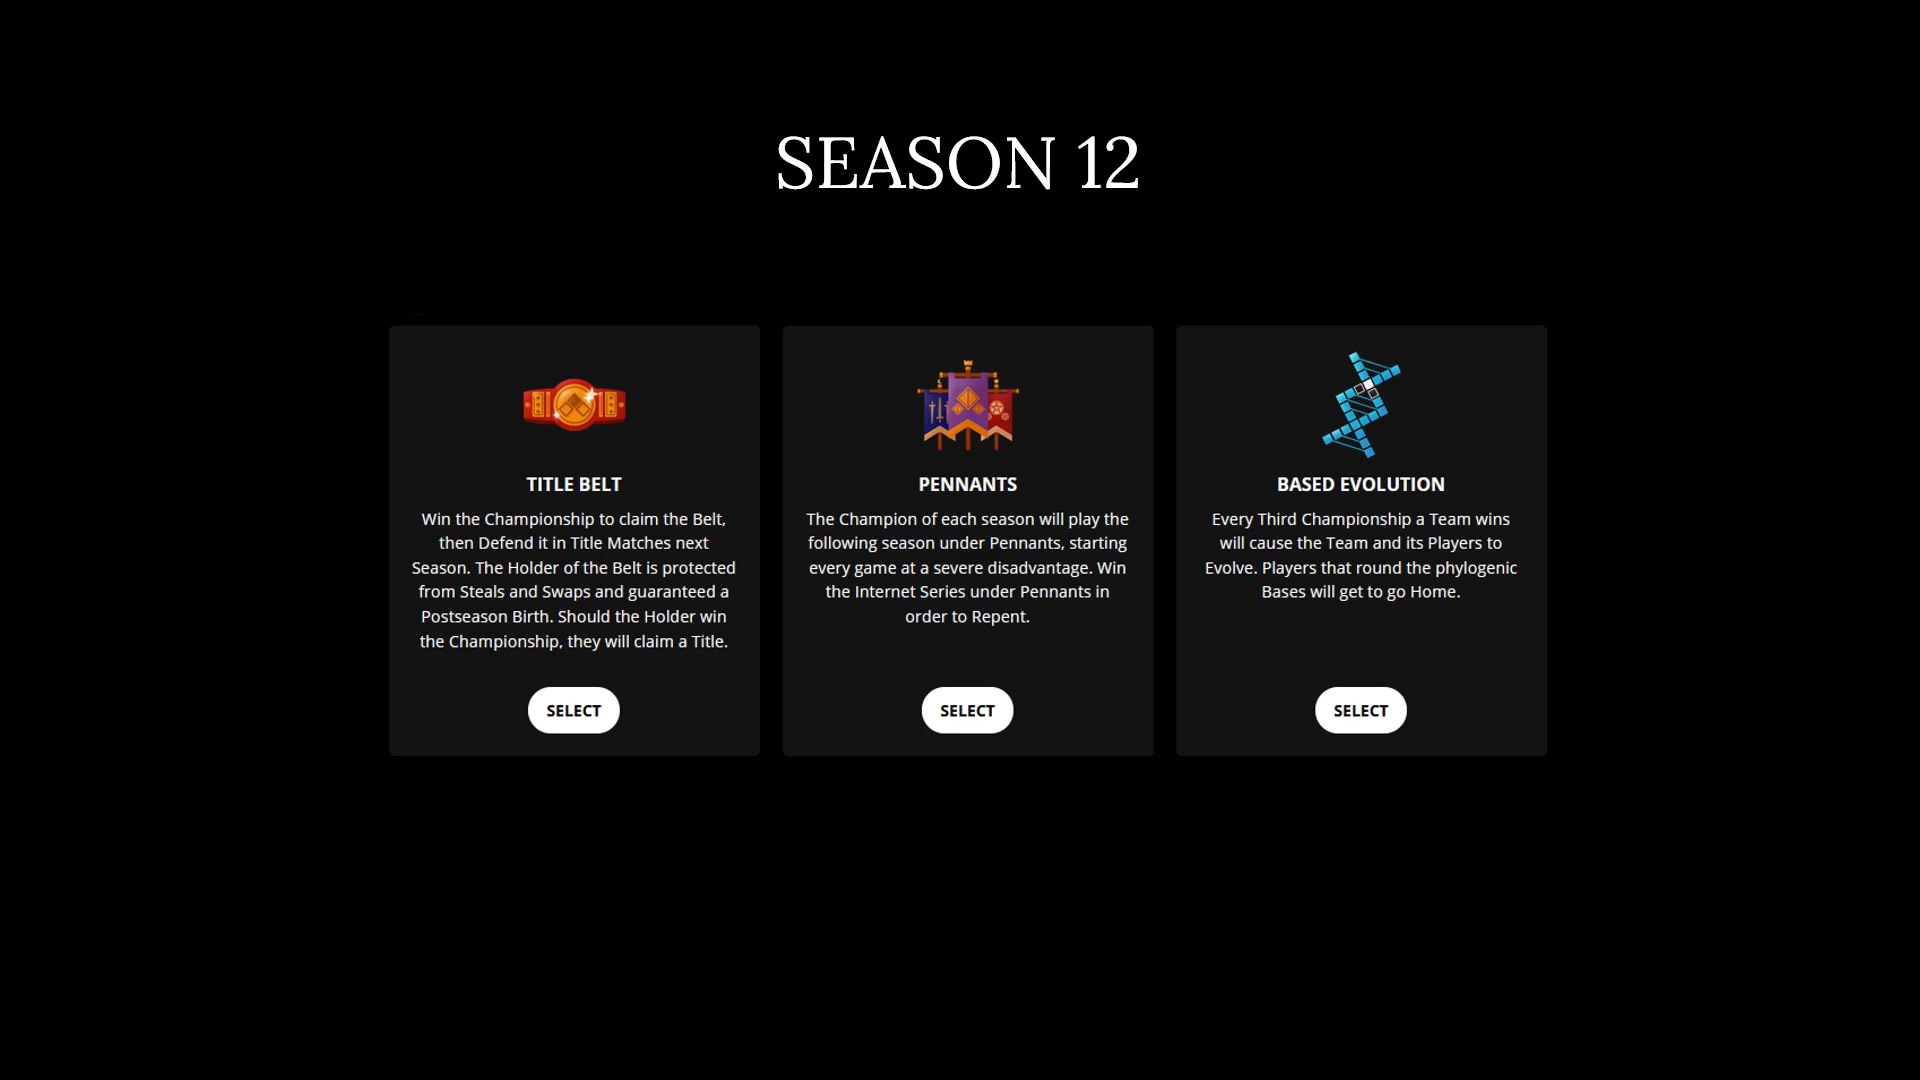 SEASON 12
TITLE BELT
Win the Championship to claim the Belt,
then Defend it in Title Matches next
Season. The Holder of the Belt is protected
from Steals and Swaps and guaranteed a
Postseason Birth. Should the Holder win
the Championship, they will claim a Title.
SELECT
PENNANTS
The Champion of each season will play the
following season under Pennants, starting
every game at a severe disadvantage. Win
the Internet Series under Pennants in
order to Repent.
SELECT
BASED EVOLUTION
Every Third Championship a Team wins
will cause the Team and its Players to
Evolve. Players that round the phylogenic
Bases will get to go Home.
SELECT